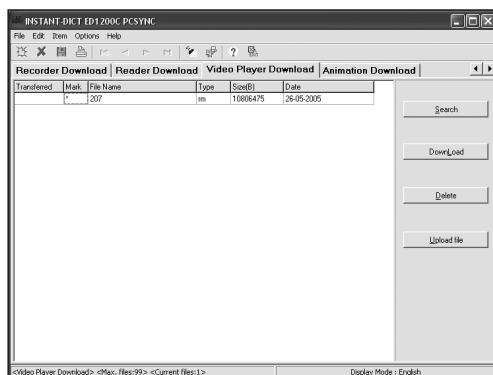 INSTANT-DICT ED1200C PCSYNC
File Edit Item Options Help
Recorder Download Reader Download Video Player Download Animation Download
Transferred Mark File Name Type Size(B) Date
* 207 rm 10806475 26-05-2005
Search
DownLoad
Delete
Upload file
<Video Player Download> <Max. files:99> <Current files:1> Display Mode : English